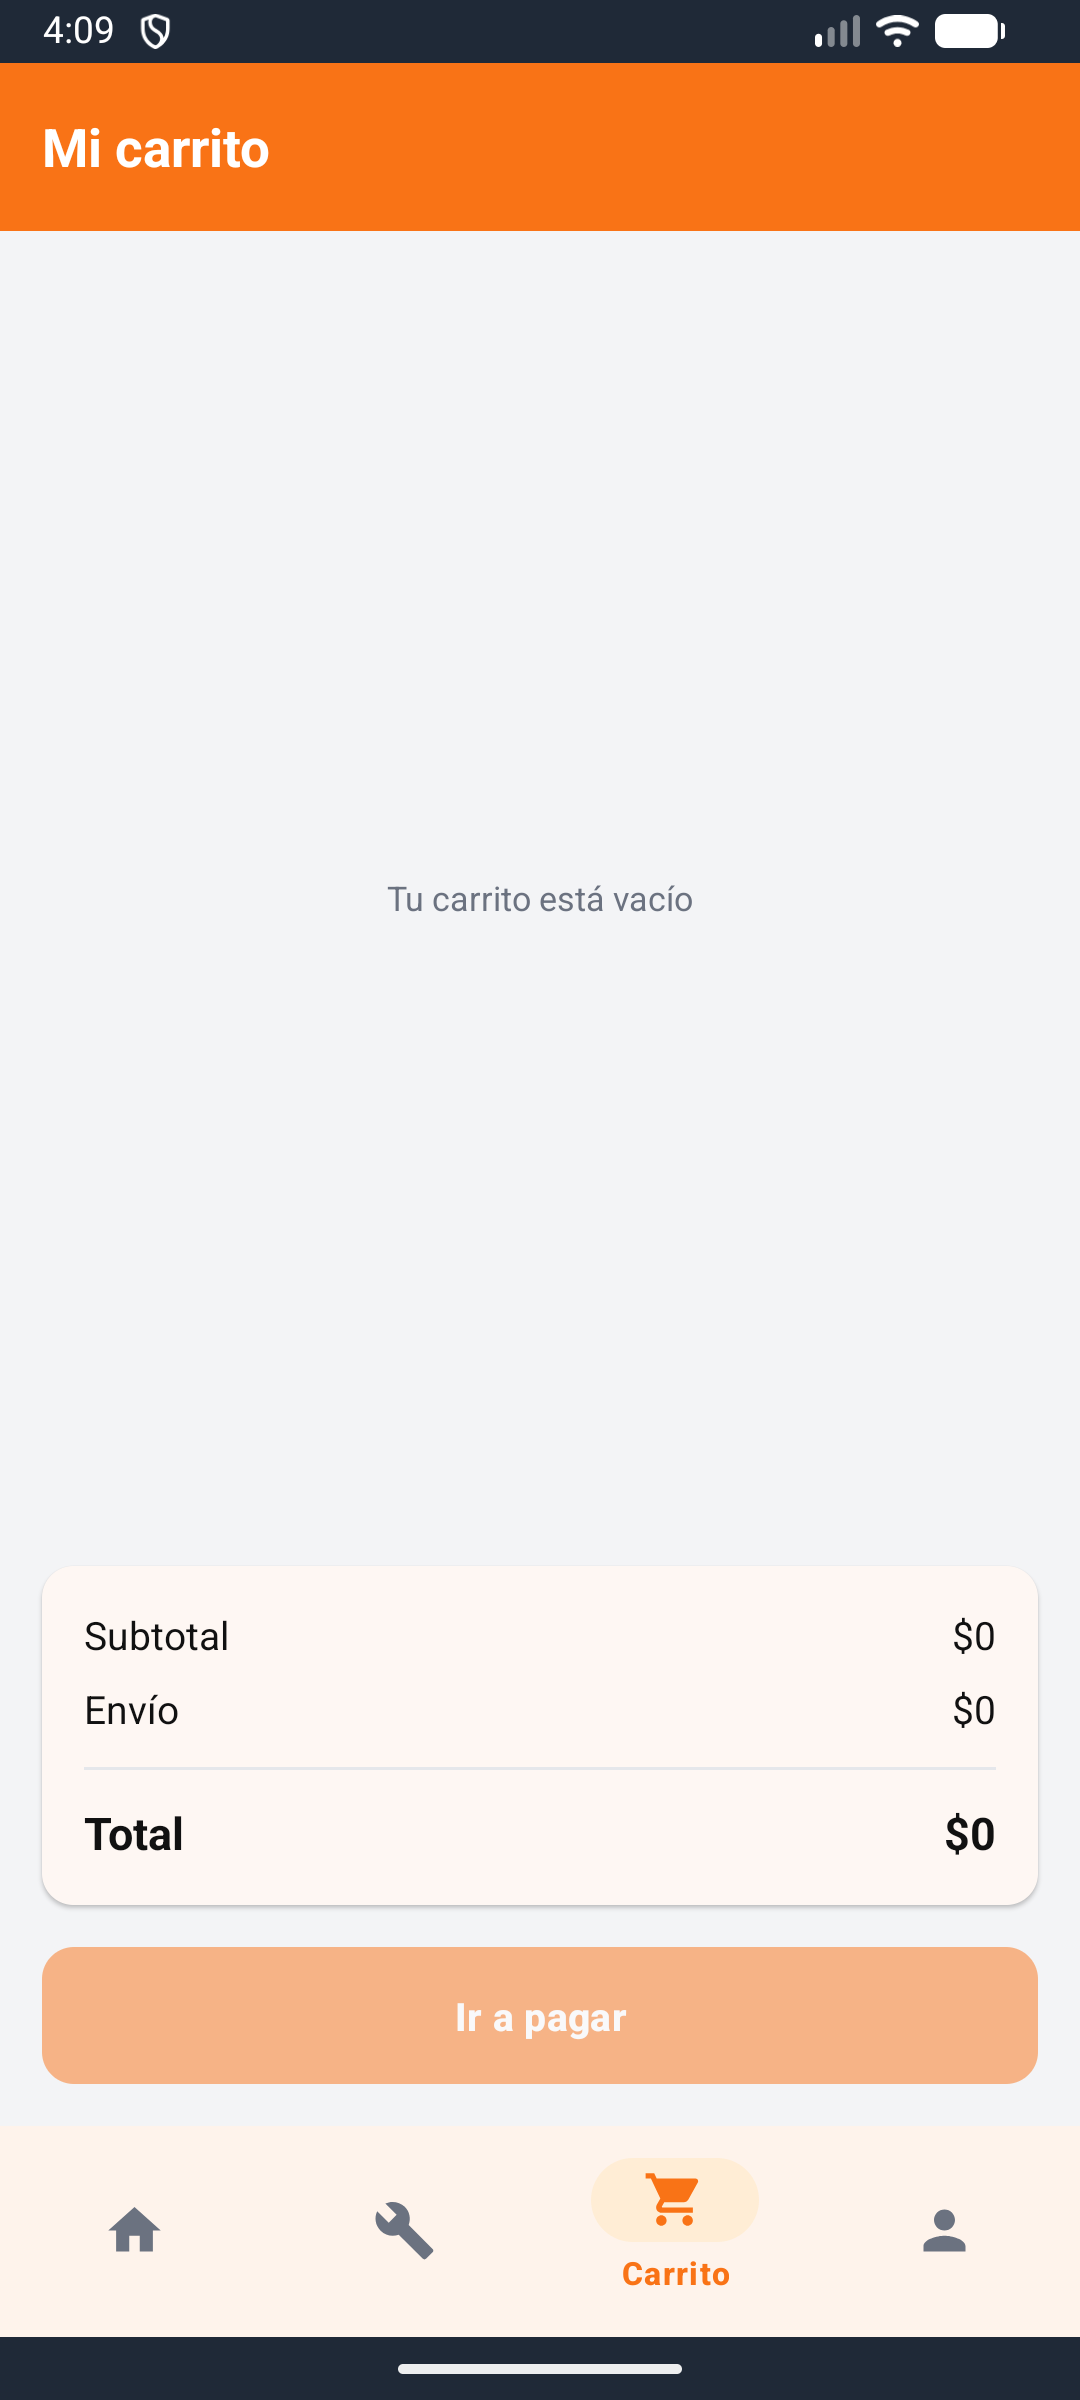 4:09
Mi carrito
Tu carrito está vacío
Subtotal $0
Envío $0
Total $0
Ir a pagar
Carrito